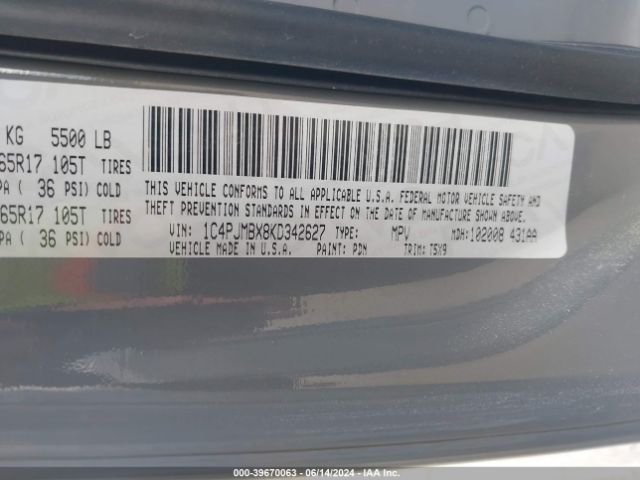 KG 5500 LB
65R17 105T TIRES
PA ( 36 PSI) COLD
65R17 105T TIRES
PA ( 36 PSI) COLD
THIS VEHICLE CONFORMS TO ALL APPLICABLE U.S.A. FEDERAL MOTOR VEHICLE SAFETY AND
THEFT PREVENTION STANDARDS IN EFFECT ON THE DATE OF MANUFACTURE SHOWN ABOVE.
VIN: 1C4PJMBX8KD342627 TYPE: MPV MDH: 102008 431AA
VEHICLE MADE IN U.S.A. PAINT: PDN TRIM: T5X9
39670063 - 06/14/2024 - IAA Inc.